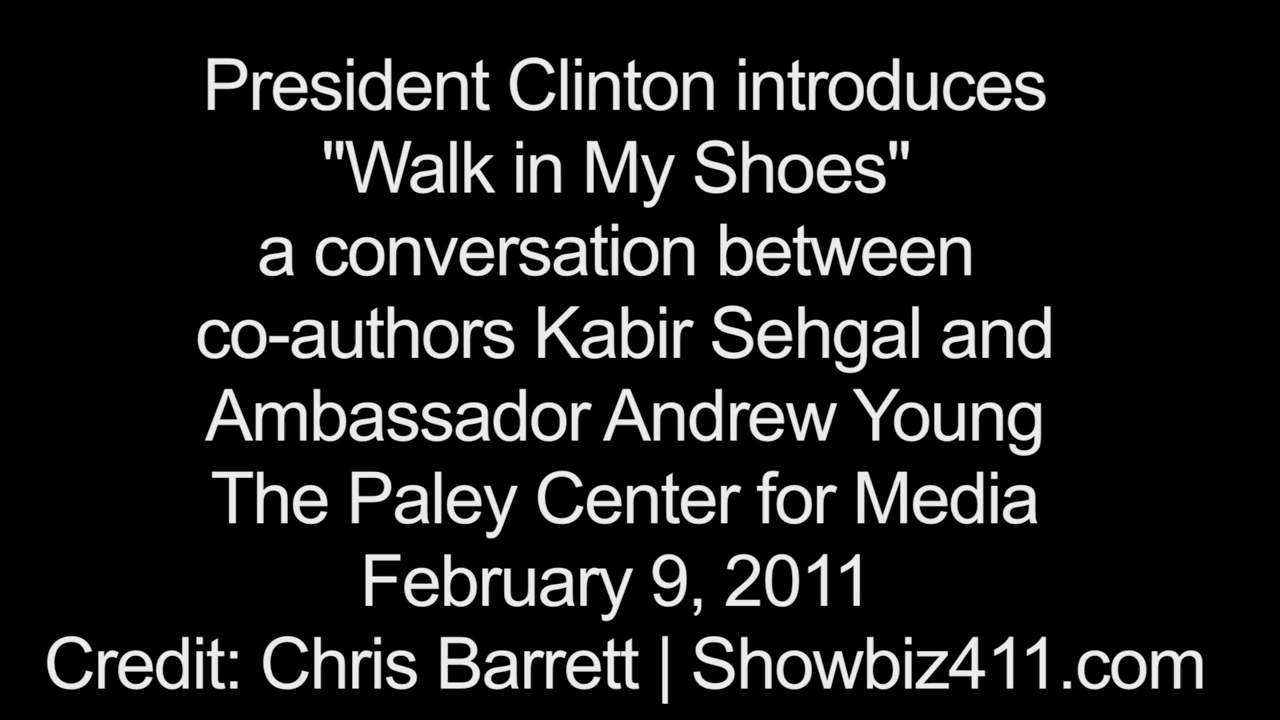 President Clinton introduces
"Walk in My Shoes"
a conversation between
co-authors Kabir Sehgal and
Ambassador Andrew Young
The Paley Center for Media
February 9, 2011
Credit: Chris Barrett | Showbiz411.com